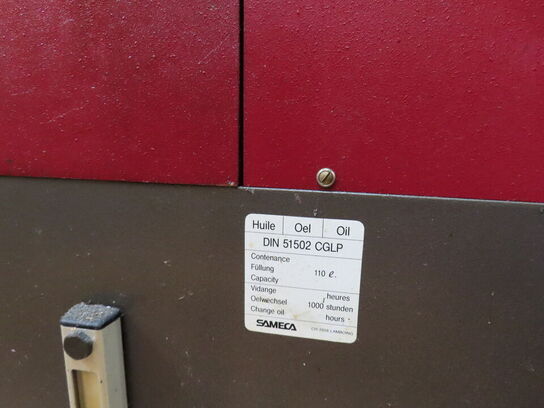 Huile Oel Oil
DIN 51502 CGLP
Contenance
Füllung 110 ℓ.
Capacity
Vidange heures
Oelwechsel 1000 stunden
Change oil hours
SAMECA